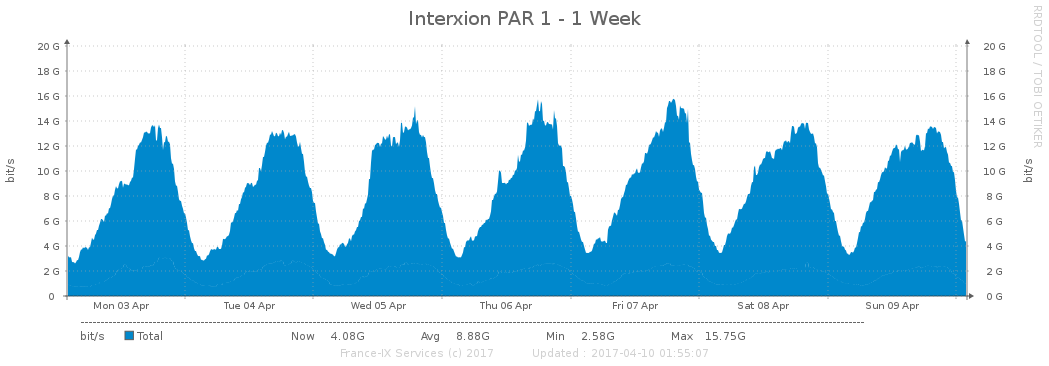 Interxion PAR 1 - 1 Week
RRDTOOL / TOBI OETIKER
20 G 20 G
18 G 18 G
16 G 16 G
14 G 14 G
12 G 12 G
10 G 10 G
8 G 8 G
6 G 6 G
4 G 4 G
2 G 2 G
0 0 G
bit/s
bit/s
Mon 03 Apr Tue 04 Apr Wed 05 Apr Thu 06 Apr Fri 07 Apr Sat 08 Apr Sun 09 Apr
bit/s Total Now 4.08G Avg 8.88G Min 2.58G Max 15.75G
France-IX Services (c) 2017 Updated : 2017-04-10 01:55:07